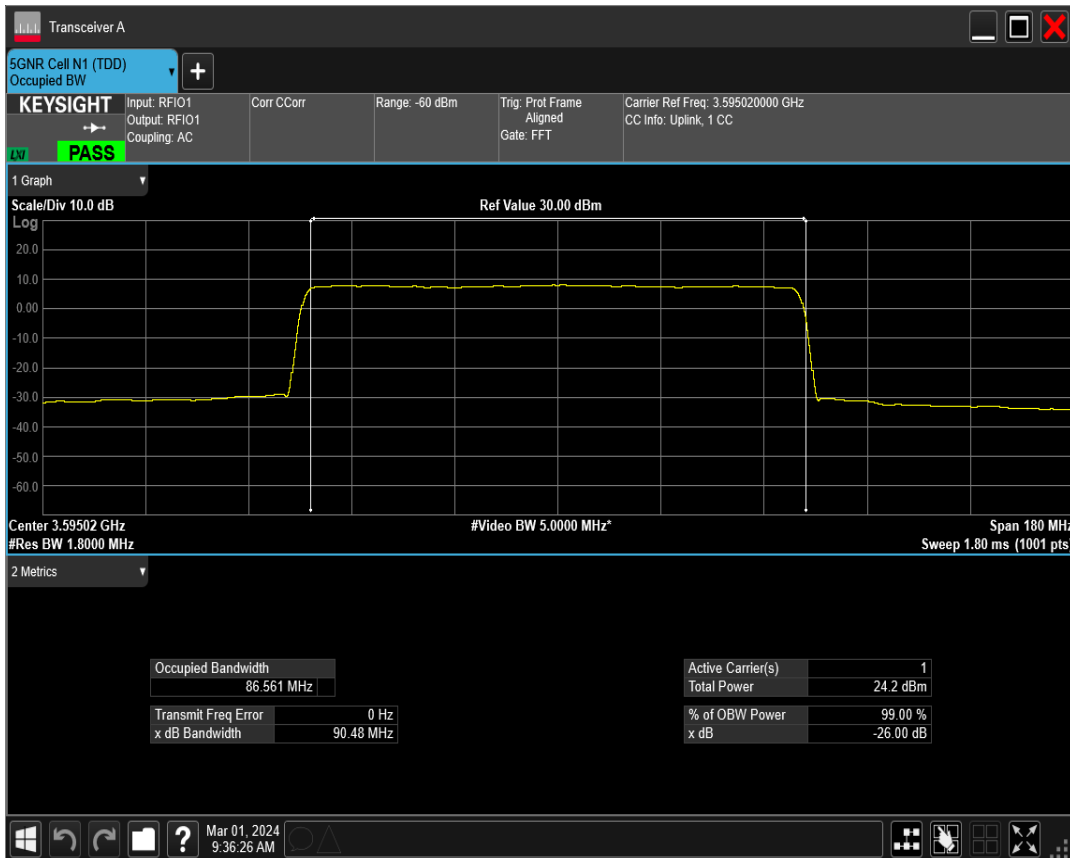 Transceiver A
5GNR Cell N1 (TDD)
Occupied BW
+
KEYSIGHT
LXI
PASS
Input: RFIO1
Output: RFIO1
Coupling: AC
Corr CCorr
Range: -60 dBm
Trig: Prot Frame
Aligned
Gate: FFT
Carrier Ref Freq: 3.595020000 GHz
CC Info: Uplink, 1 CC
1 Graph
Scale/Div 10.0 dB
Ref Value 30.00 dBm
Log
20.0
10.0
0.00
-10.0
-20.0
-30.0
-40.0
-50.0
-60.0
Center 3.59502 GHz
#Video BW 5.0000 MHz*
Span 180 MHz
#Res BW 1.8000 MHz
Sweep 1.80 ms (1001 pts)
2 Metrics
Occupied Bandwidth
86.561 MHz
Transmit Freq Error 0 Hz
x dB Bandwidth 90.48 MHz
Active Carrier(s) 1
Total Power 24.2 dBm
% of OBW Power 99.00 %
x dB -26.00 dB
?
Mar 01, 2024
9:36:26 AM